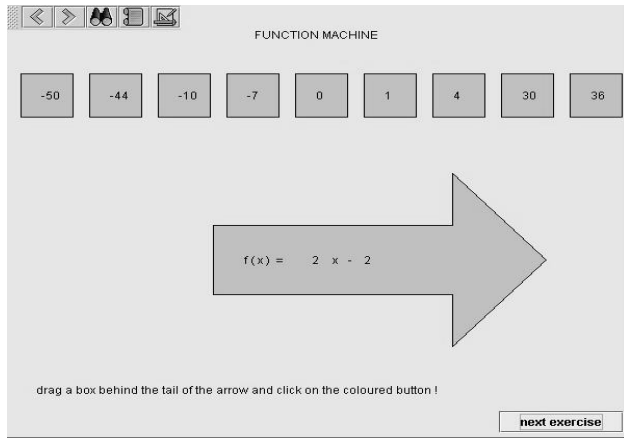 FUNCTION MACHINE
-50 -44 -10 -7 0 1 4 30 36
f(x) = 2 x - 2
drag a box behind the tail of the arrow and click on the coloured button !
next exercise